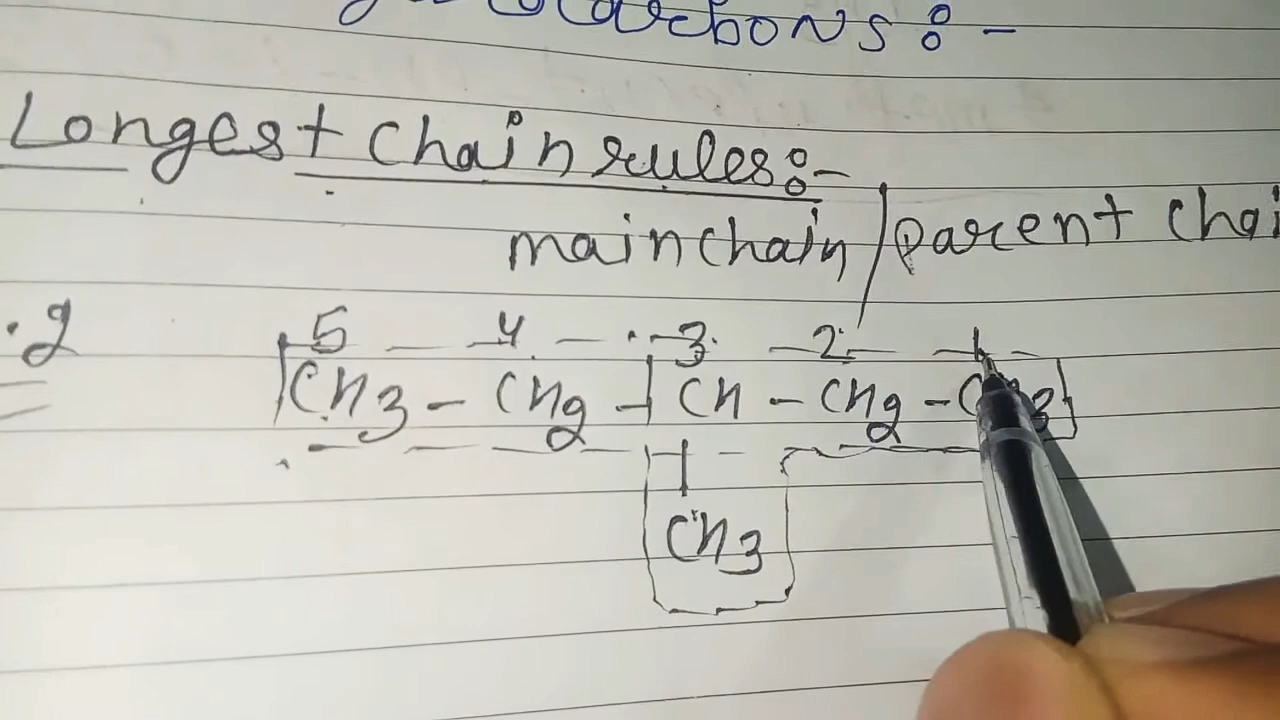 Longest chain rules:-
main chain / parent chai
.2
5 - 4 - 3 - 2 - 1
CH3 - CH2 - CH - CH2 - CH3
|
CH3